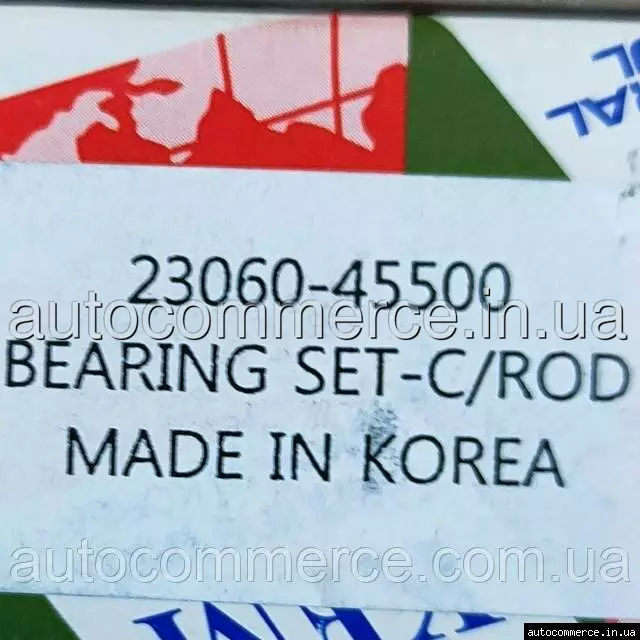 23060-45500
autocommerce.in.ua
BEARING SET-C/ROD
MADE IN KOREA
autocommerce.com.ua
autocommerce.in.ua